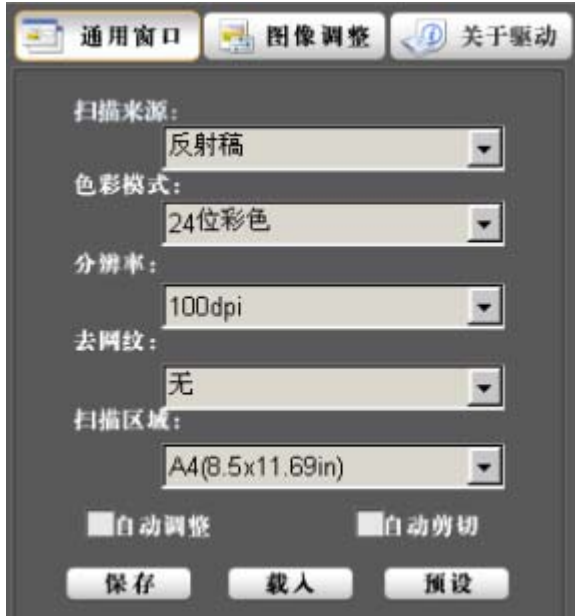 通用窗口 图像调整 关于驱动
扫描来源：
反射稿
色彩模式：
24位彩色
分辨率：
100dpi
去网纹：
无
扫描区域：
A4(8.5x11.69in)
自动调整 自动剪切
保存 载入 预设